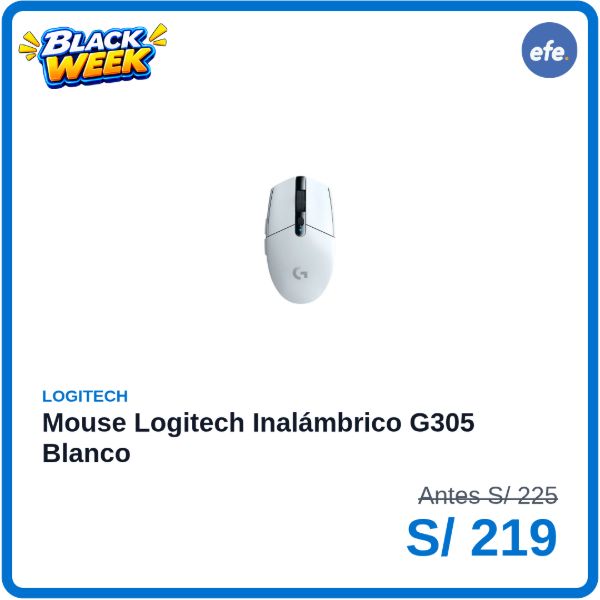 BLACK
WEEK
efe.
G
LOGITECH
Mouse Logitech Inalámbrico G305
Blanco
Antes S/ 225
S/ 219